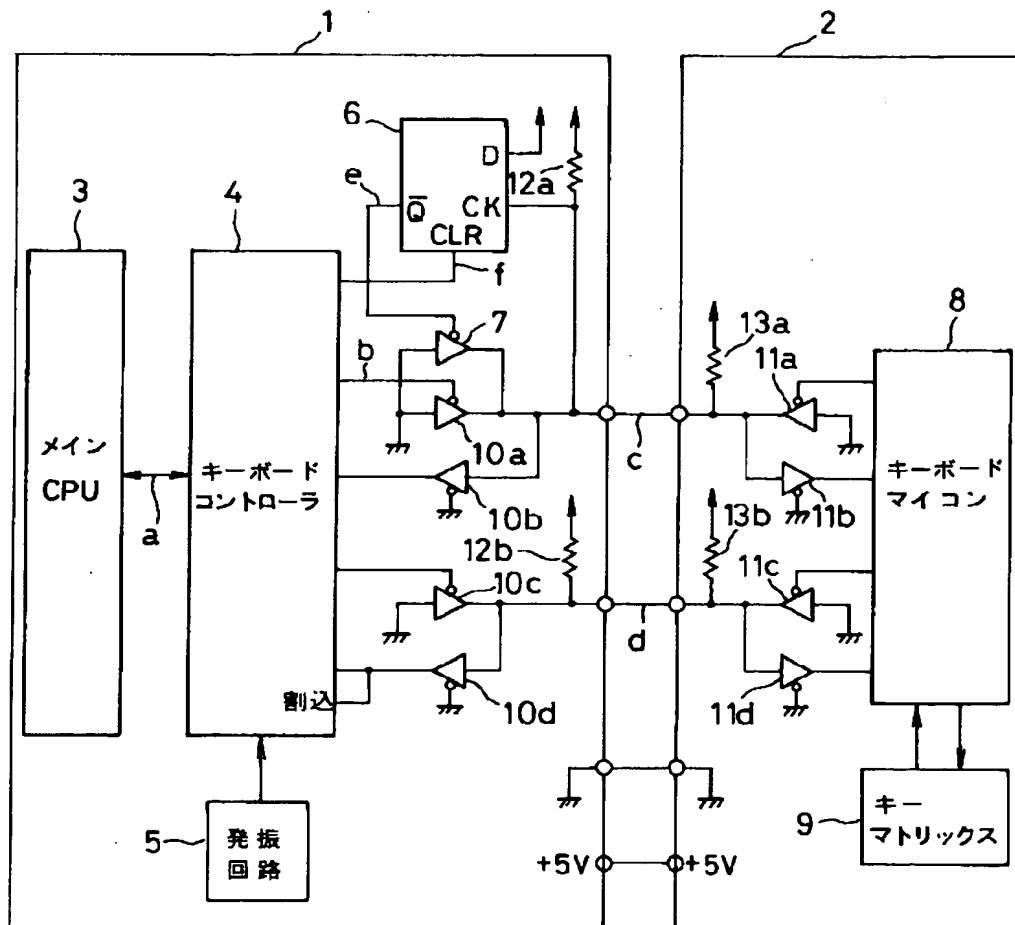 1
2
6
D
12a
e
Q̅
CK
CLR
f
3
4
7
b
10a
メイン
CPU
a
キーボード
コントローラ
10b
12b
10c
割込
10d
5
発振
回路
c
d
13a
8
11a
11b
キーボード
マイコン
13b
11c
11d
9
キー
マトリックス
+5V
+5V